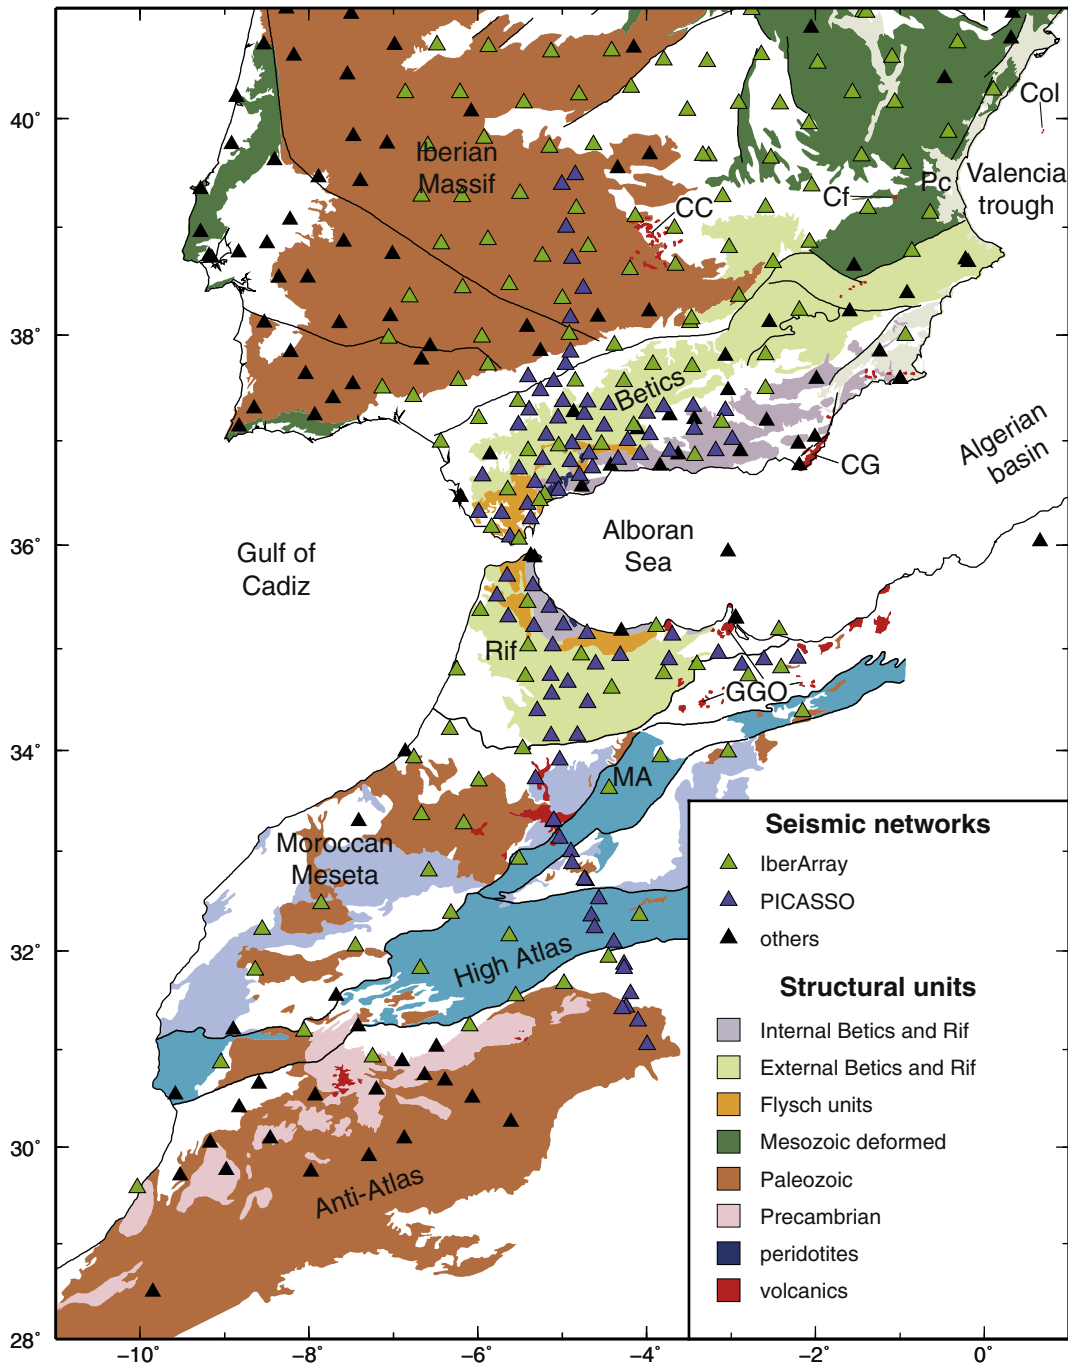 40°
38°
36°
34°
32°
30°
28°
Iberian
Massif
CC
Cf
Pc
Col
Valencia
trough
Betics
CG
Algerian
basin
Gulf of
Cadiz
Alboran
Sea
Rif
GGO
MA
Moroccan
Meseta
High Atlas
Anti-Atlas
Seismic networks
IberArray
PICASSO
others
Structural units
Internal Betics and Rif
External Betics and Rif
Flysch units
Mesozoic deformed
Paleozoic
Precambrian
peridotites
volcanics
−10°
−8°
−6°
−4°
−2°
0°